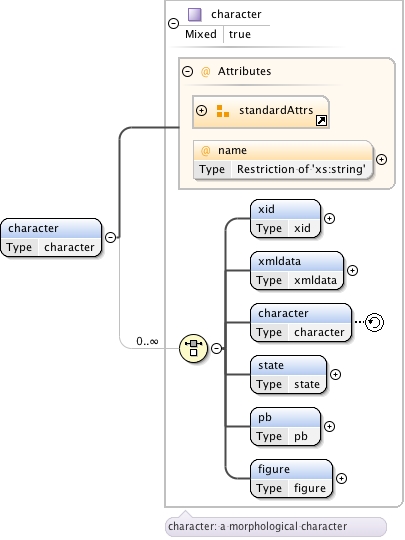 character
Mixed true
@ Attributes
standardAttrs
@ name
Type Restriction of 'xs:string'
character
Type character
0..∞
xid
Type xid
xmldata
Type xmldata
character
Type character
state
Type state
pb
Type pb
figure
Type figure
character: a morphological character